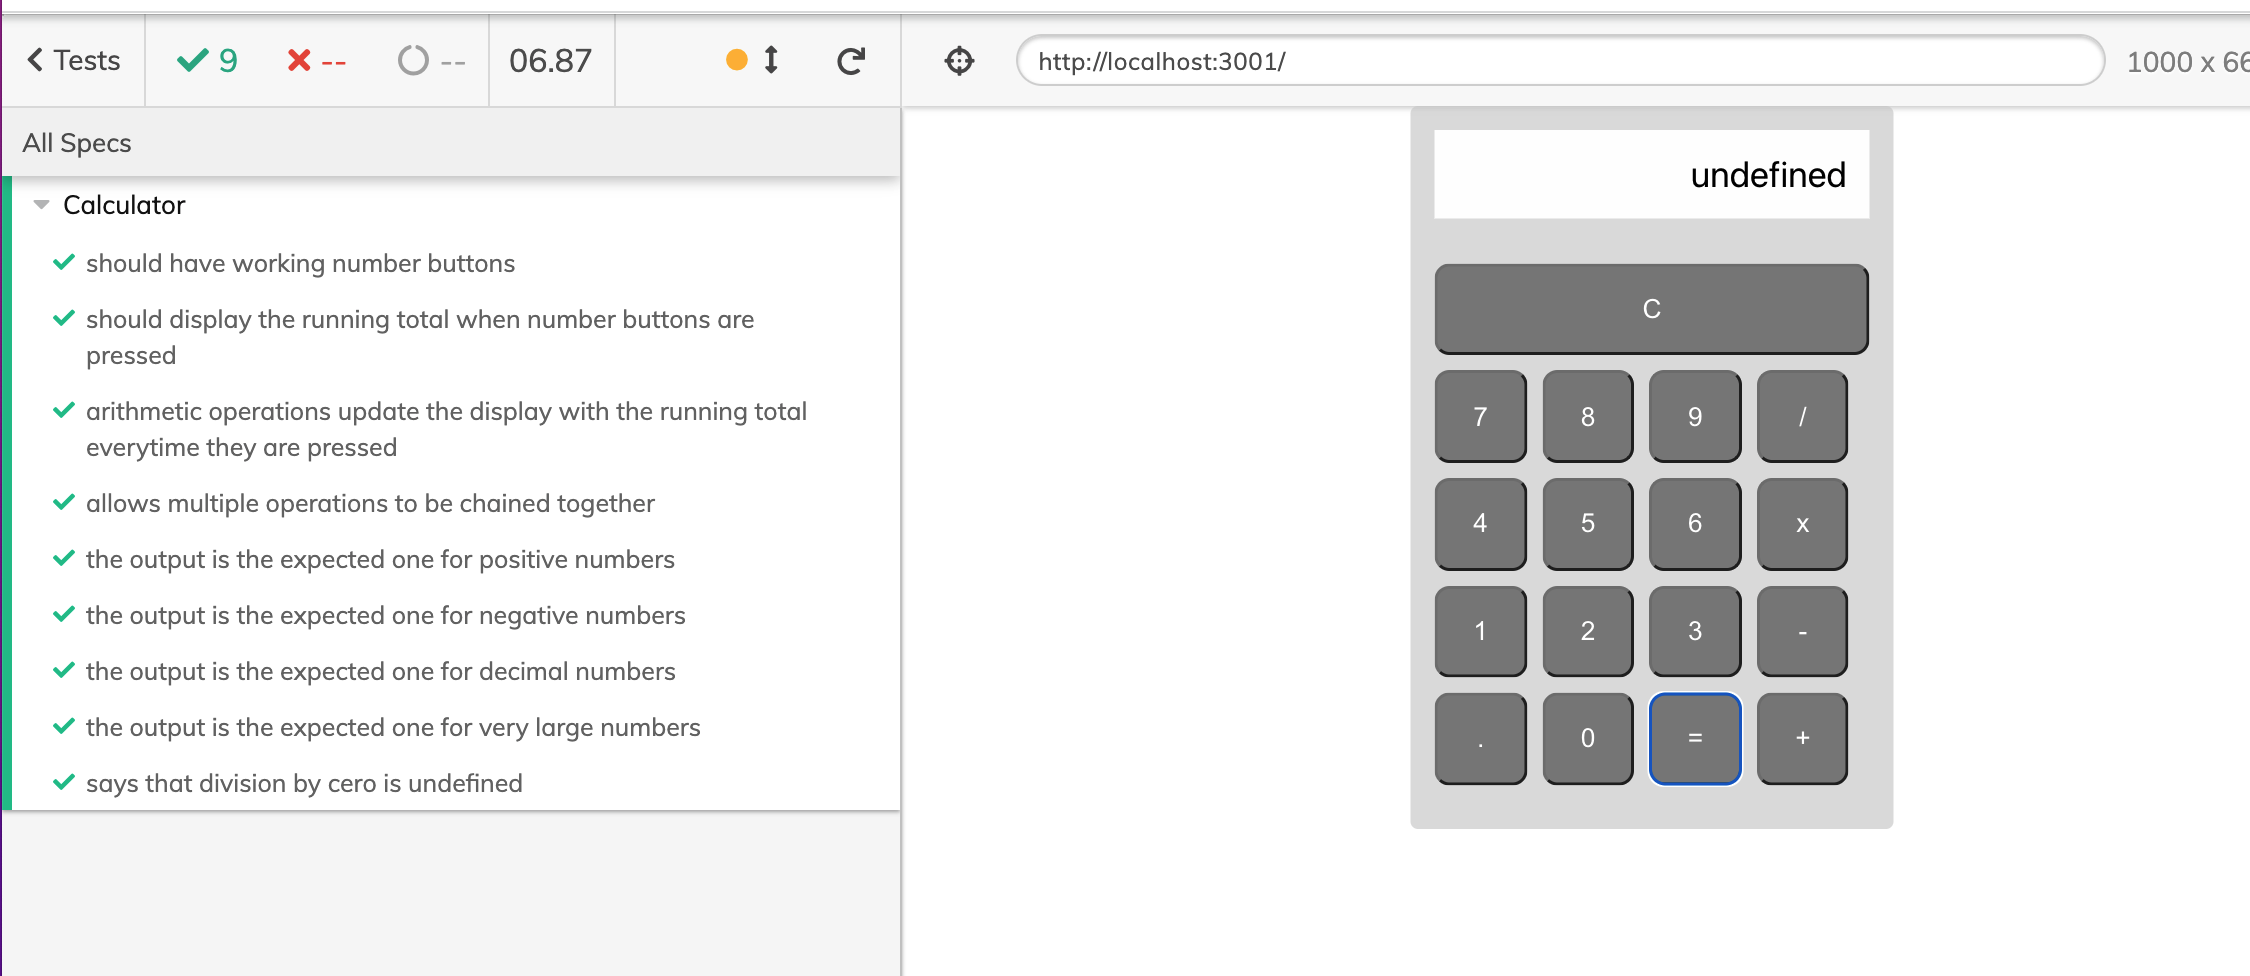 Tests 9 -- -- 06.87 http://localhost:3001/ 1000 x 66
All Specs
Calculator
should have working number buttons
should display the running total when number buttons are
pressed
arithmetic operations update the display with the running total
everytime they are pressed
allows multiple operations to be chained together
the output is the expected one for positive numbers
the output is the expected one for negative numbers
the output is the expected one for decimal numbers
the output is the expected one for very large numbers
says that division by cero is undefined
undefined
C
7 8 9 /
4 5 6 x
1 2 3 -
. 0 = +